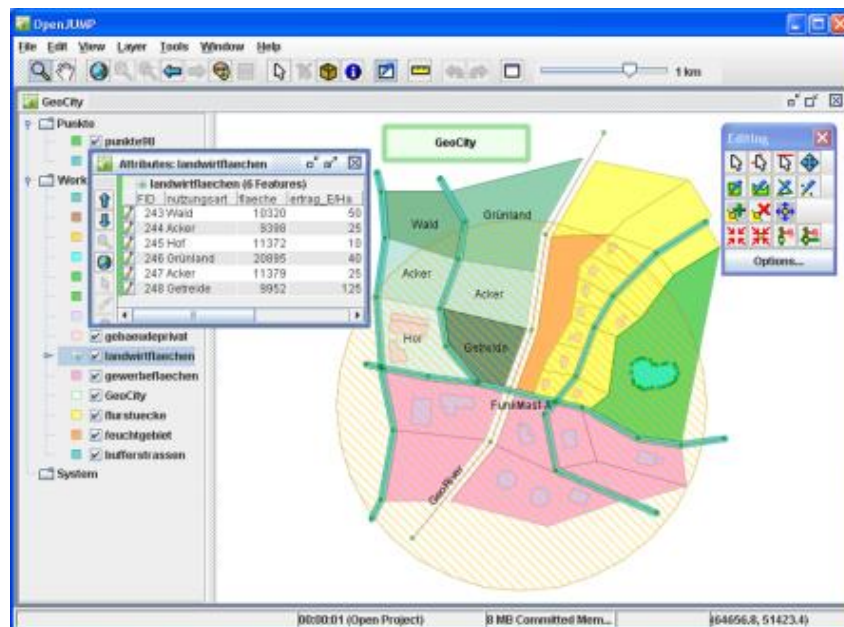 OpenJUMP
File Edit View Layer Tools Window Help
1 km
GeoCity
Punkte
punkte90
Attributes: landwirtflaechen
landwirtflaechen (6 Features)
FID nutzungsart flaeche ertrag_E/Ha
243 Wald 10320 50
244 Acker 9398 25
245 Hof 11372 10
246 Grünland 20895 40
247 Acker 11379 25
248 Getreide 9952 125
gebaeudeprivat
landwirtflaechen
gewerbeflaechen
GeoCity
flurstuecke
feuchtgebiet
bufferstrassen
System
GeoCity
Wald
Grünland
Acker
Acker
Hof
Getreide
FunkMast-A
GeoRiver
Editing
Options...
00:00:01 (Open Project) 8 MB Committed Mem... (64656.8, 51423.4)